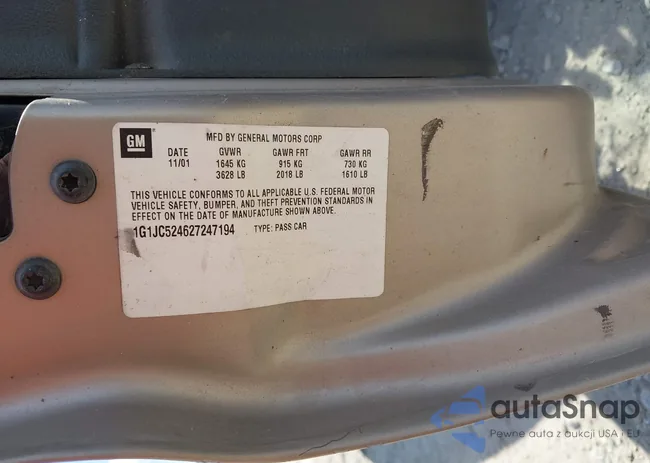 GM
MFD BY GENERAL MOTORS CORP
DATE GVWR GAWR FRT GAWR RR
11/01 1645 KG 915 KG 730 KG
3628 LB 2018 LB 1610 LB
THIS VEHICLE CONFORMS TO ALL APPLICABLE U.S. FEDERAL MOTOR
VEHICLE SAFETY, BUMPER, AND THEFT PREVENTION STANDARDS IN
EFFECT ON THE DATE OF MANUFACTURE SHOWN ABOVE.
1G1JC524627247194 TYPE: PASS CAR
autaSnap
Pewne auta z aukcji USA i EU